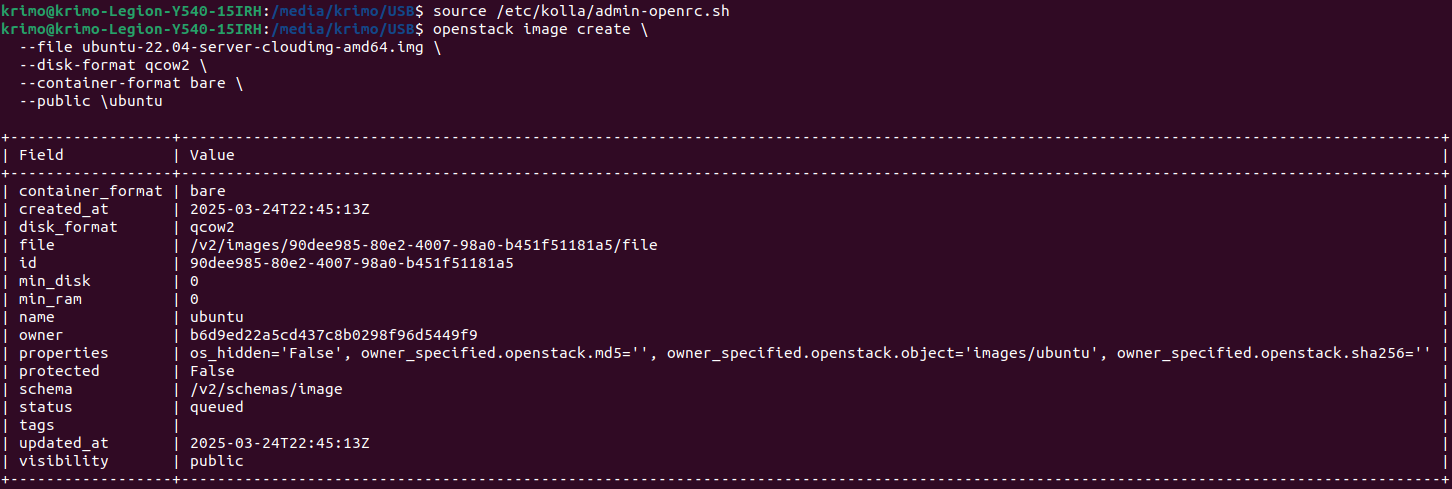 krimo@krimo-Legion-Y540-15IRH:/media/krimo/USB$ source /etc/kolla/admin-openrc.sh
krimo@krimo-Legion-Y540-15IRH:/media/krimo/USB$ openstack image create \
  --file ubuntu-22.04-server-cloudimg-amd64.img \
  --disk-format qcow2 \
  --container-format bare \
  --public \ubuntu
+------------------+---------------------------------------------------------------------------------------------------------------------------------------------+
| Field            | Value                                                                                                                                       |
+------------------+---------------------------------------------------------------------------------------------------------------------------------------------+
| container_format | bare                                                                                                                                        |
| created_at       | 2025-03-24T22:45:13Z                                                                                                                        |
| disk_format      | qcow2                                                                                                                                       |
| file             | /v2/images/90dee985-80e2-4007-98a0-b451f51181a5/file                                                                                        |
| id               | 90dee985-80e2-4007-98a0-b451f51181a5                                                                                                        |
| min_disk         | 0                                                                                                                                           |
| min_ram          | 0                                                                                                                                           |
| name             | ubuntu                                                                                                                                      |
| owner            | b6d9ed22a5cd437c8b0298f96d5449f9                                                                                                            |
| properties       | os_hidden='False', owner_specified.openstack.md5='', owner_specified.openstack.object='images/ubuntu', owner_specified.openstack.sha256='' |
| protected        | False                                                                                                                                       |
| schema           | /v2/schemas/image                                                                                                                           |
| status           | queued                                                                                                                                      |
| tags             |                                                                                                                                             |
| updated_at       | 2025-03-24T22:45:13Z                                                                                                                        |
| visibility       | public                                                                                                                                      |
+------------------+---------------------------------------------------------------------------------------------------------------------------------------------+